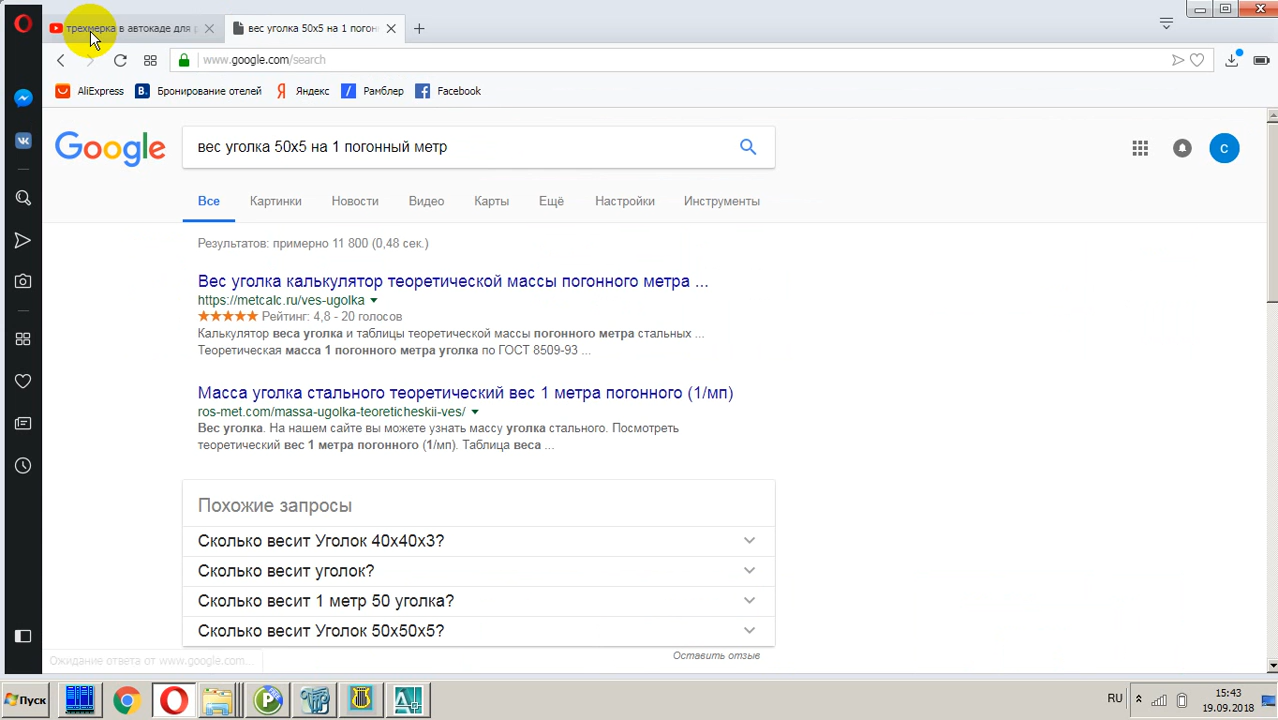 трехмерка в автокаде для
вес уголка 50х5 на 1 погон
www.google.com/search
AliExpress
Бронирование отелей
Яндекс
Рамблер
Facebook
Google
вес уголка 50х5 на 1 погонный метр
с
Все
Картинки
Новости
Видео
Карты
Ещё
Настройки
Инструменты
Результатов: примерно 11 800 (0,48 сек.)
Вес уголка калькулятор теоретической массы погонного метра ...
https://metcalc.ru/ves-ugolka
Рейтинг: 4,8 - 20 голосов
Калькулятор веса уголка и таблицы теоретической массы погонного метра стальных ...
Теоретическая масса 1 погонного метра уголка по ГОСТ 8509-93 ...
Масса уголка стального теоретический вес 1 метра погонного (1/мп)
ros-met.com/massa-ugolka-teoreticheskii-ves/
Вес уголка. На нашем сайте вы можете узнать массу уголка стального. Посмотреть
теоретический вес 1 метра погонного (1/мп). Таблица веса ...
Похожие запросы
Сколько весит Уголок 40х40х3?
Сколько весит уголок?
Сколько весит 1 метр 50 уголка?
Сколько весит Уголок 50х50х5?
Оставить отзыв
Ожидание ответа от www.google.com...
Пуск
RU
15:43
19.09.2018